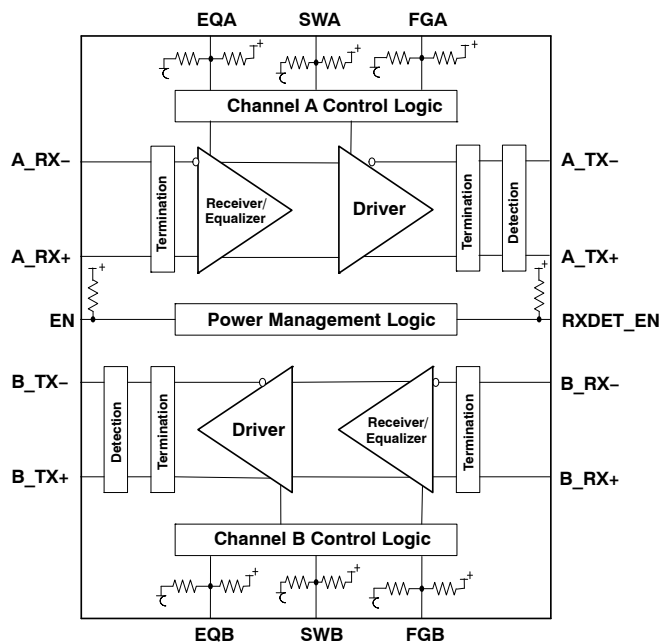 EQA SWA FGA
+ + +
Channel A Control Logic
A_RX− A_TX−
Termination
Receiver/
Equalizer
Driver
Termination
Detection
A_RX+ A_TX+
+ +
EN Power Management Logic RXDET_EN
B_TX− B_RX−
Detection
Termination
Driver
Receiver/
Equalizer
Termination
B_TX+ B_RX+
Channel B Control Logic
+ + +
EQB SWB FGB